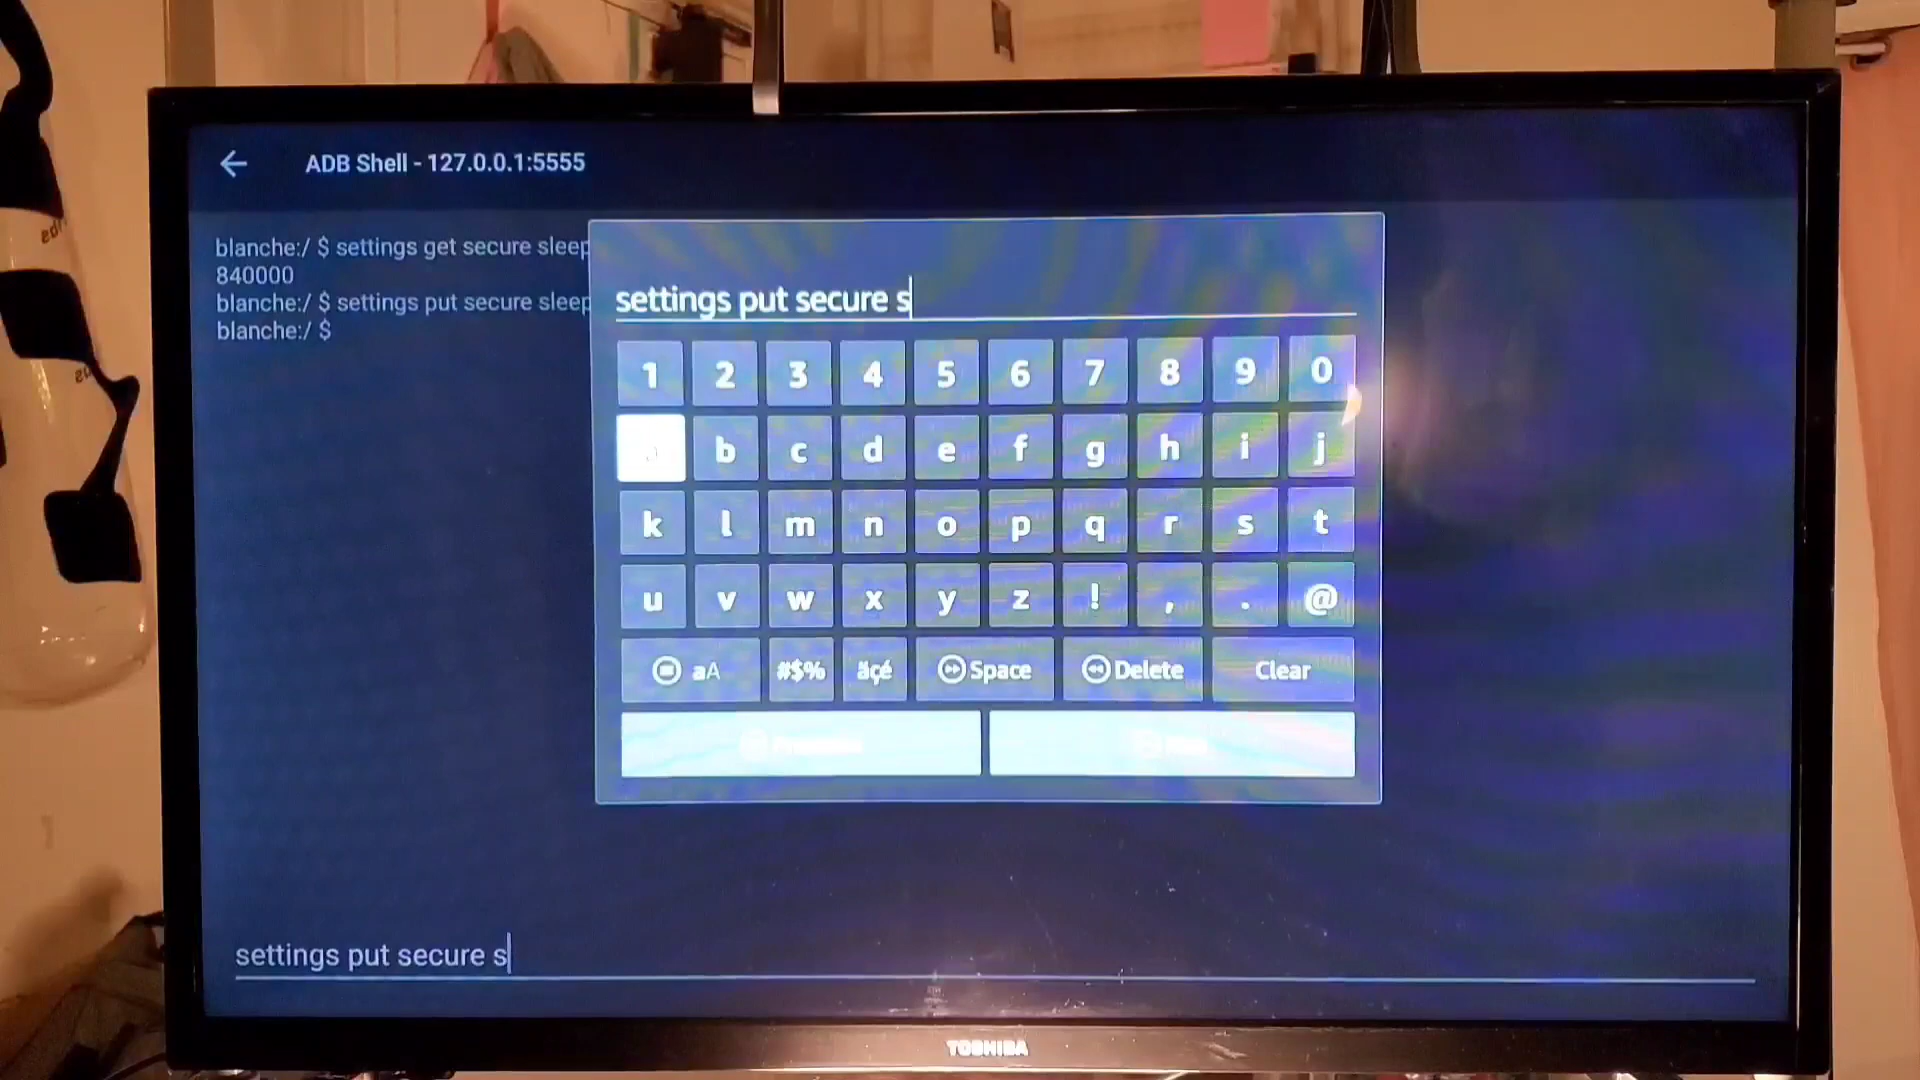 ADB Shell - 127.0.0.1:5555
blanche:/ $ settings get secure sleep
840000
blanche:/ $ settings put secure sleep
blanche:/ $
settings put secure s
1 2 3 4 5 6 7 8 9 0
a b c d e f g h i j
k l m n o p q r s t
u v w x y z ! , . @
aA #$% äçé Space Delete Clear
settings put secure s
TOSHIBA